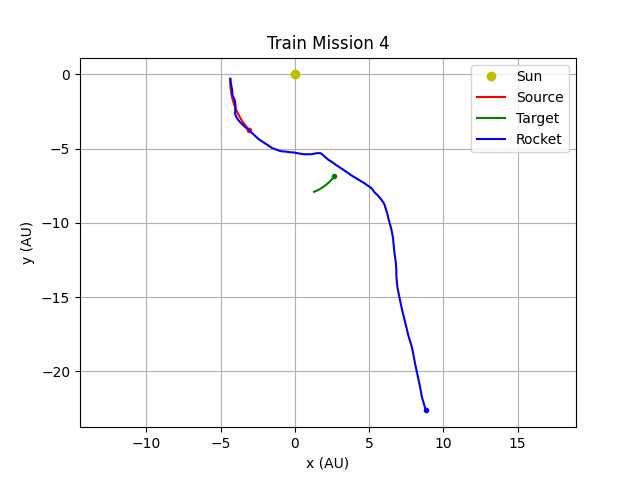 Train Mission 4
Sun
Source
Target
Rocket
0
−5
−10
−15
−20
y (AU)
−10
−5
0
5
10
15
x (AU)